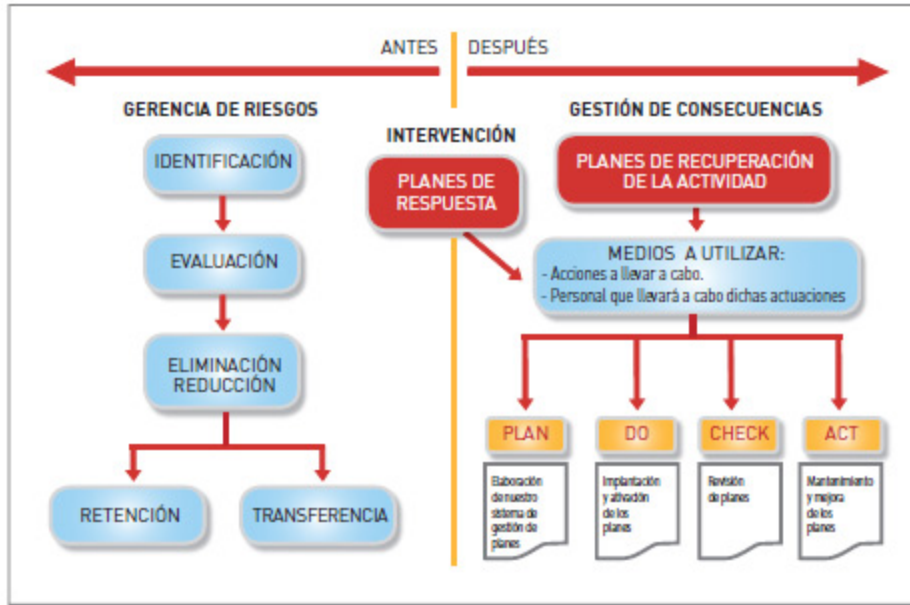 ANTES
DESPUÉS
GERENCIA DE RIESGOS
IDENTIFICACIÓN
EVALUACIÓN
ELIMINACIÓN
REDUCCIÓN
RETENCIÓN
TRANSFERENCIA
INTERVENCIÓN
PLANES DE
RESPUESTA
GESTIÓN DE CONSECUENCIAS
PLANES DE RECUPERACIÓN
DE LA ACTIVIDAD
MEDIOS A UTILIZAR:
- Acciones a llevar a cabo.
- Personal que llevará a cabo dichas actuaciones
PLAN
Elaboración
de nuestro
sistema de
gestión de
planes
DO
Implantación
y activación
de los
planes
CHECK
Revisión
de planes
ACT
Mantenimiento
y mejora
de los
planes